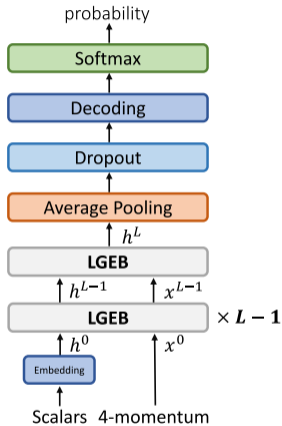 probability
Softmax
Decoding
Dropout
Average Pooling
h^L
LGEB
h^{L−1} x^{L−1}
LGEB × L − 1
h^0 x^0
Embedding
Scalars 4-momentum